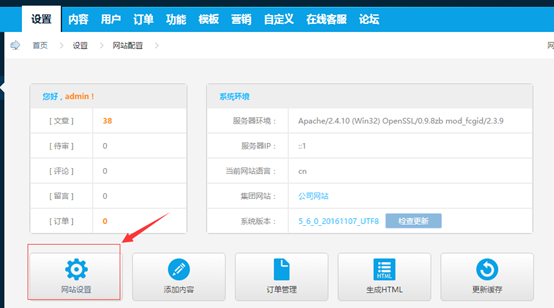 设置 内容 用户 订单 功能 模板 营销 自定义 在线客服 论坛
首页 设置 网站配置 网
您好，admin！
[ 文章 ] 38
[ 待审 ] 0
[ 评论 ] 0
[ 留言 ] 0
[ 订单 ] 0
系统环境
服务器环境： Apache/2.4.10 (Win32) OpenSSL/0.9.8zb mod_fcgid/2.3.9
服务器IP： ::1
当前网站语言： cn
集团网站： 公司网站
系统版本： 5_6_0_20161107_UTF8 检查更新
网站设置 添加内容 订单管理 HTML 生成HTML 更新缓存